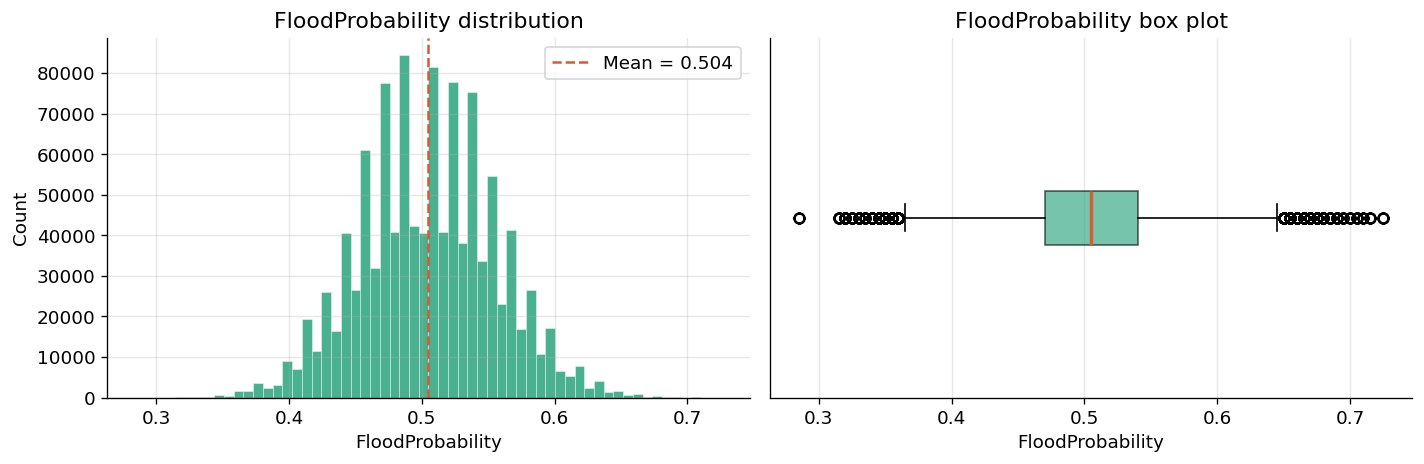 FloodProbability distribution
Mean = 0.504
80000
70000
60000
50000
40000
30000
20000
10000
0
Count
0.3 0.4 0.5 0.6 0.7
FloodProbability
FloodProbability box plot
0.3 0.4 0.5 0.6 0.7
FloodProbability